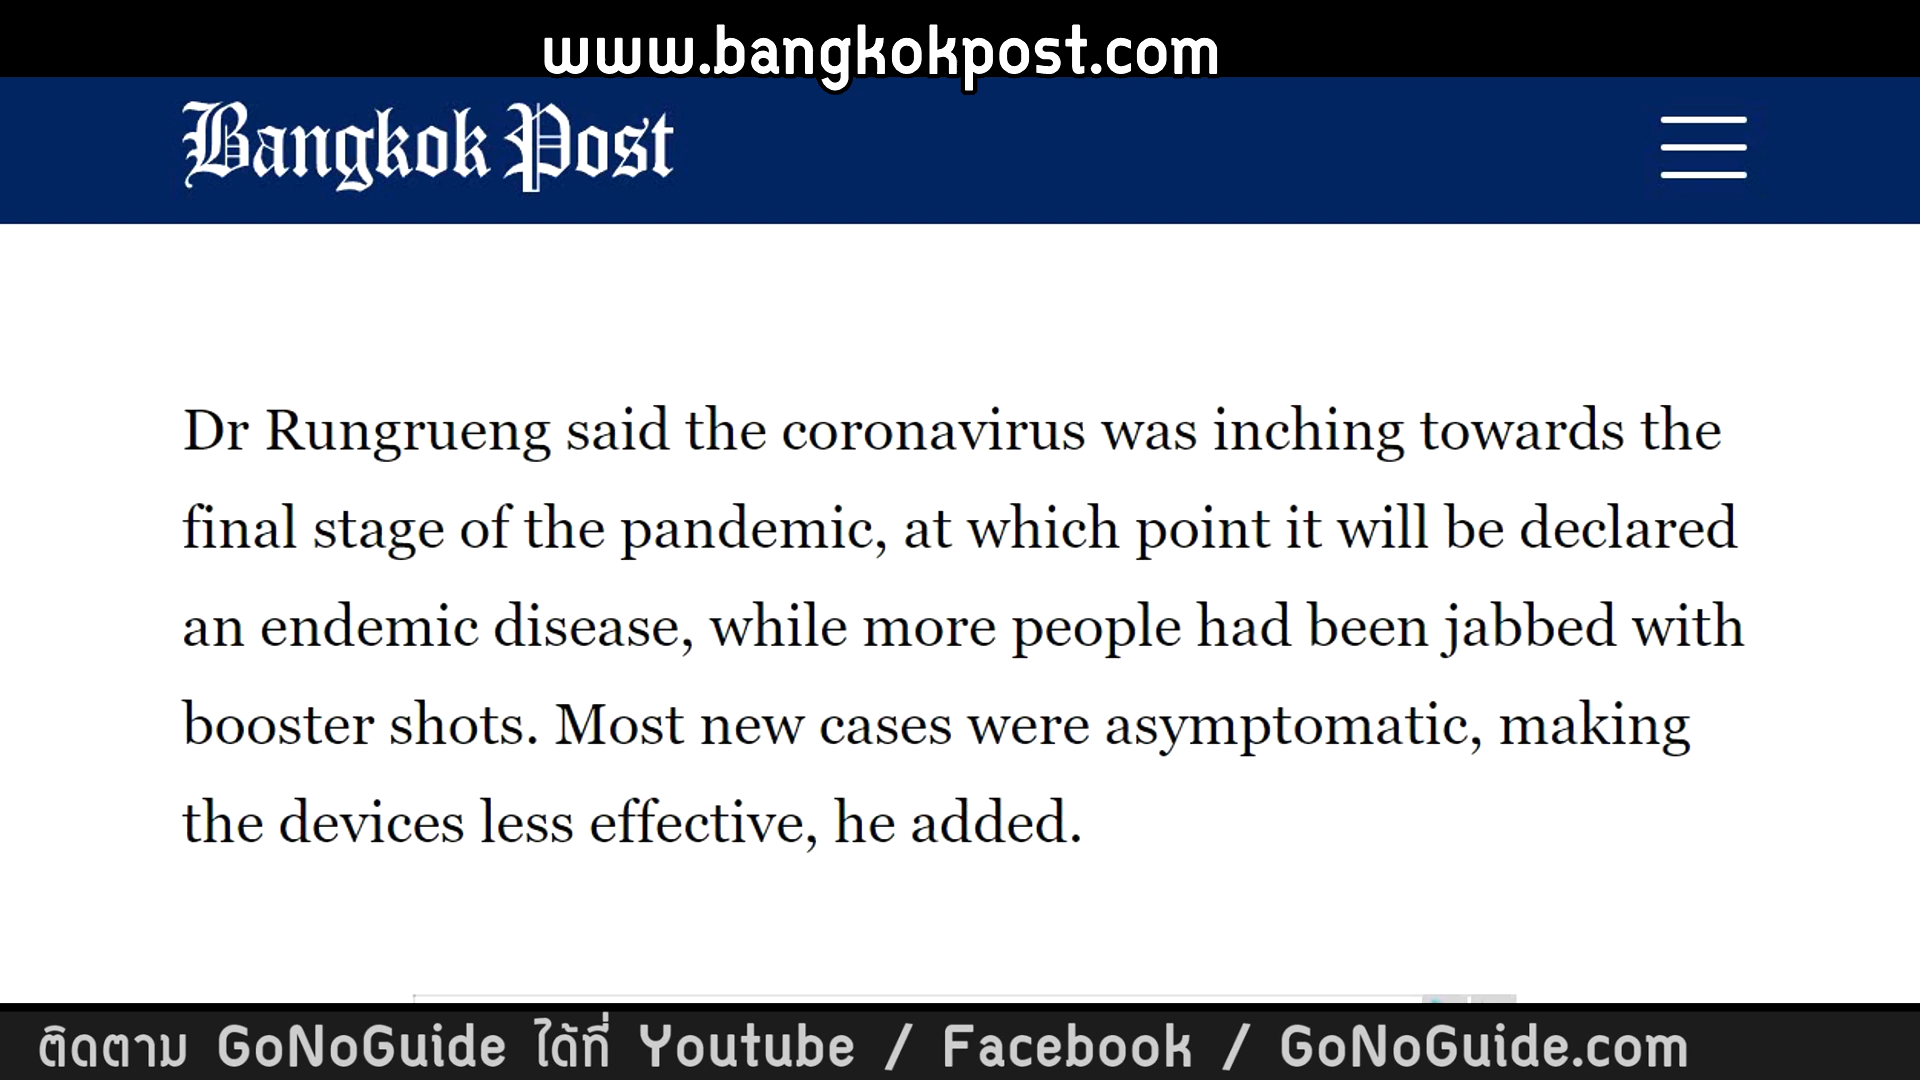 www.bangkokpost.com
Bangkok Post
Dr Rungrueng said the coronavirus was inching towards the
final stage of the pandemic, at which point it will be declared
an endemic disease, while more people had been jabbed with
booster shots. Most new cases were asymptomatic, making
the devices less effective, he added.
ติดตาม GoNoGuide ได้ที่ Youtube / Facebook / GoNoGuide.com